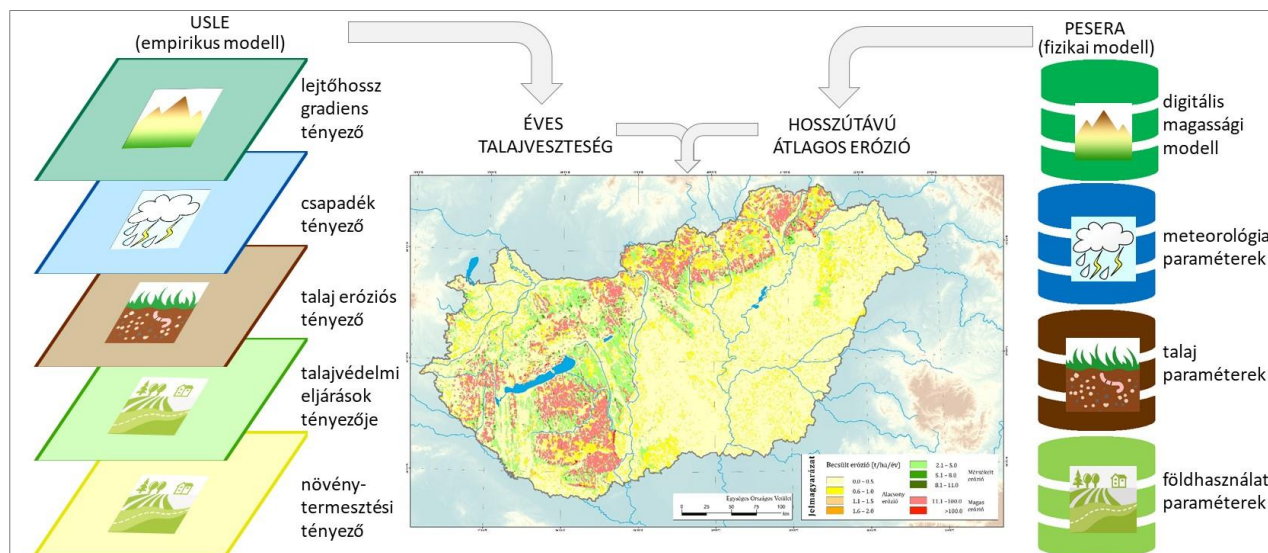 USLE
(empirikus modell)
lejtőhossz
gradiens
tényező
csapadék
tényező
talaj eróziós
tényező
talajvédelmi
eljárások
tényezője
növény-
termesztési
tényező
ÉVES
TALAJVESZTESÉG
HOSSZÚTÁVÚ
ÁTLAGOS ERÓZIÓ
Egységes Országos Vetület
0 25 50 75 100
km
Jelmagyarázat
Becsült erózió [t/ha/év]
0.0 – 0.5
0.6 – 1.0
1.1 – 1.5
1.6 – 2.0
Alacsony
erózió
2.1 – 5.0
5.1 – 8.0
8.1 – 11.0
Mérsékelt
erózió
11.1 – 100.0
>100.0
Magas
erózió
PESERA
(fizikai modell)
digitális
magassági
modell
meteorológia
paraméterek
talaj
paraméterek
földhasználat
paraméterek